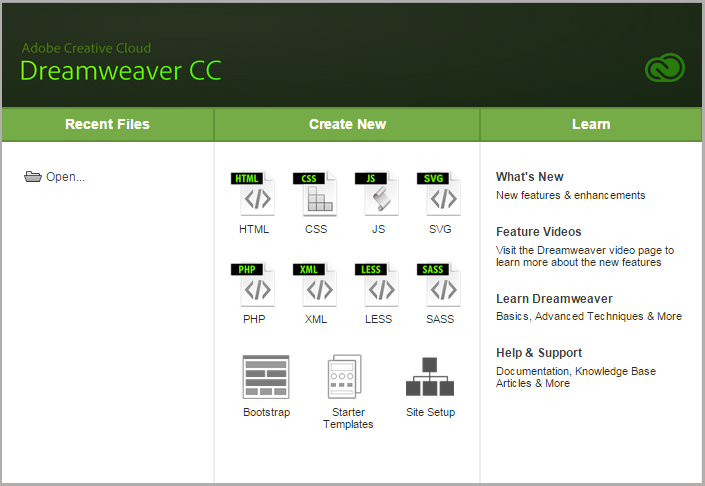 Adobe Creative Cloud
Dreamweaver CC
Recent Files
Create New
Learn
Open...
HTML
CSS
JS
SVG
HTML
CSS
JS
SVG
PHP
XML
LESS
SASS
PHP
XML
LESS
SASS
Bootstrap
Starter
Templates
Site Setup
What's New
New features & enhancements
Feature Videos
Visit the Dreamweaver video page to
learn more about the new features
Learn Dreamweaver
Basics, Advanced Techniques & More
Help & Support
Documentation, Knowledge Base
Articles & More